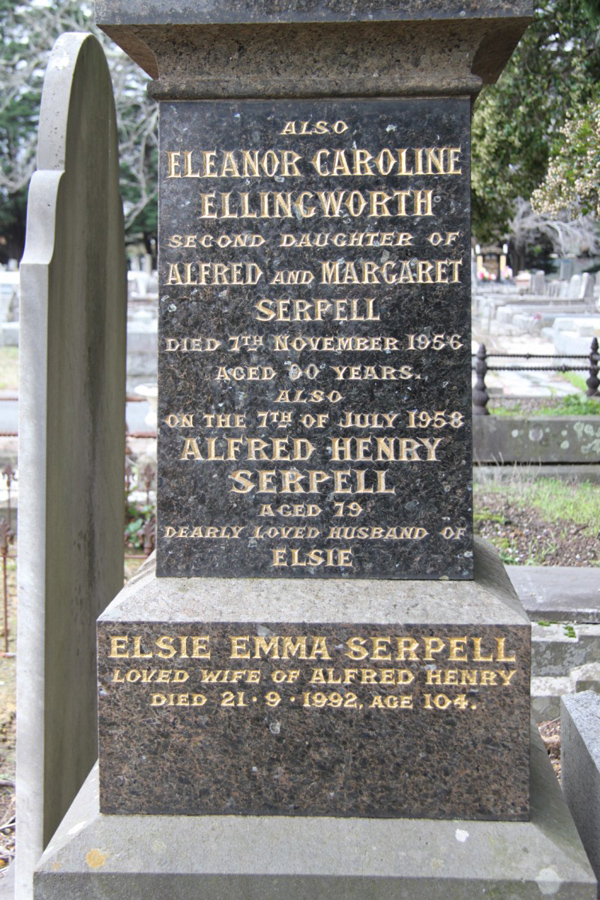 ALSO
ELEANOR CAROLINE
ELLINGWORTH
SECOND DAUGHTER OF
ALFRED AND MARGARET
SERPELL
DIED 7TH NOVEMBER 1956
AGED 90 YEARS.
ALSO
ON THE 7TH OF JULY 1958
ALFRED HENRY
SERPELL
AGED 79
DEARLY LOVED HUSBAND OF
ELSIE
ELSIE EMMA SERPELL
LOVED WIFE OF ALFRED HENRY
DIED 21·9·1992, AGE 104.